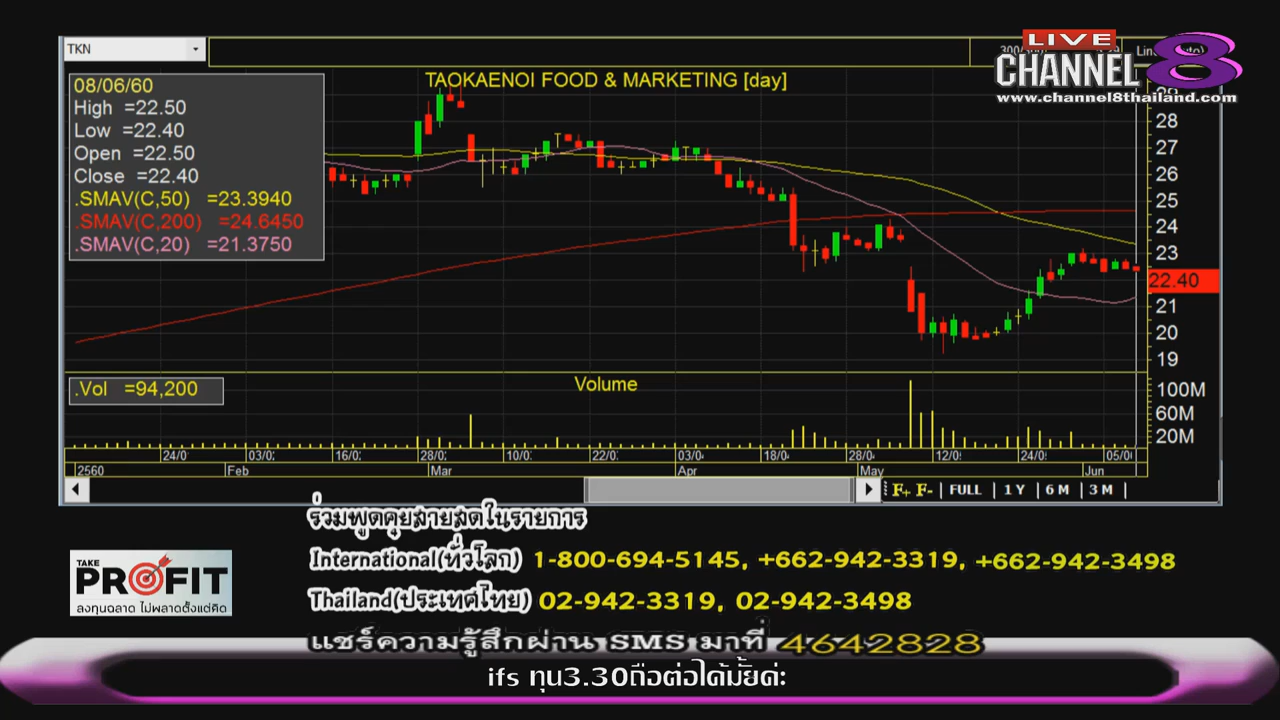 TKN
300/300
Lin
LIVE
CHANNEL 8
www.channel8thailand.com
TAOKAENOI FOOD & MARKETING [day]
08/06/60
High =22.50
Low =22.40
Open =22.50
Close =22.40
.SMAV(C,50) =23.3940
.SMAV(C,200) =24.6450
.SMAV(C,20) =21.3750
29
28
27
26
25
24
23
22.40
21
20
19
.Vol =94,200
Volume
100M
60M
20M
24/0 03/0 16/0 28/0 10/0 22/0 03/0 18/0 28/0 12/0 24/0 05/0
2560 Feb Mar Apr May Jun
F+ F- | FULL | 1 Y | 6 M | 3 M |
ร่วมพูดคุยสายสดในรายการ
International(ทั่วโลก) 1-800-694-5145, +662-942-3319, +662-942-3498
Thailand(ประเทศไทย) 02-942-3319, 02-942-3498
TAKE
PROFIT
ลงทุนฉลาด ไม่พลาดตั้งแต่คิด
แชร์ความรู้สึกผ่าน SMS มาที่ 4642828
ifs ทุน3.30ถือต่อได้มั้ยค่ะ